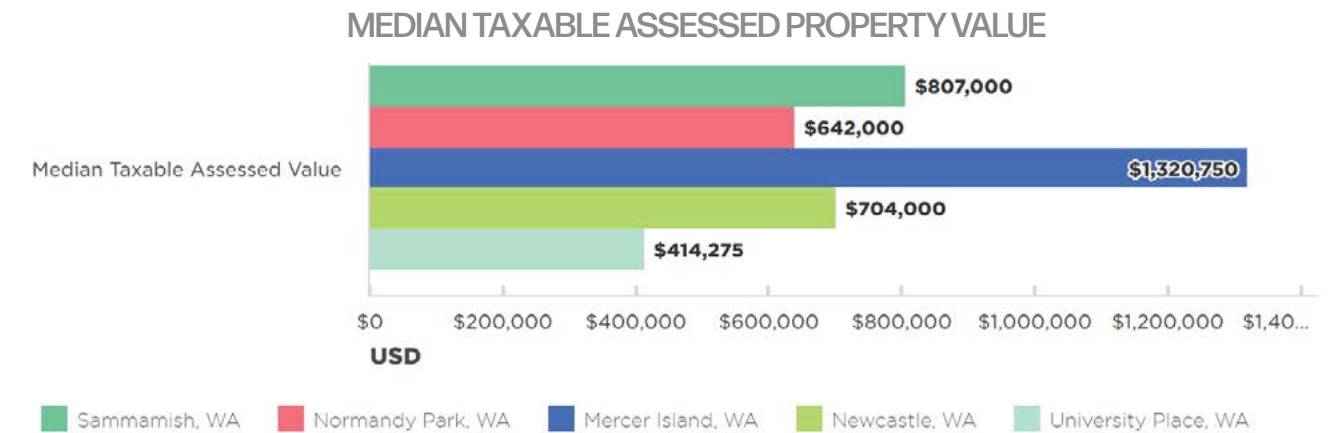 MEDIAN TAXABLE ASSESSED PROPERTY VALUE
$807,000
$642,000
Median Taxable Assessed Value
$1,320,750
$704,000
$414,275
$0 $200,000 $400,000 $600,000 $800,000 $1,000,000 $1,200,000 $1,40...
USD
Sammamish, WA Normandy Park, WA Mercer Island, WA Newcastle, WA University Place, WA